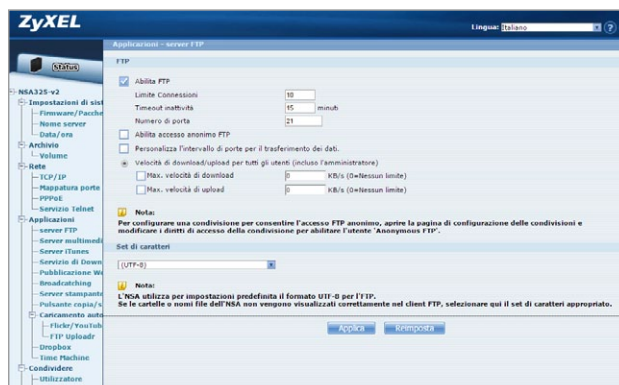 ZyXEL
Lingua: Italiano
Status
Applicazioni - server FTP
NSA325-v2
Impostazioni di sist
Firmware/Pacche
Nome server
Data/ora
Archivio
Volume
Rete
TCP/IP
Mappatura porte
PPPoE
Servizio Telnet
Applicazioni
server FTP
Server multimedi
Server iTunes
Servizio di Down
Pubblicazione We
Broadcatching
Server stampante
Pulsante copia/s
Caricamento auto
Flickr/YouTub
FTP Uploadr
Dropbox
Time Machine
Condividere
Utilizzatore
FTP
Abilita FTP
Limite Connessioni 10
Timeout inattività 15 minuti
Numero di porta 21
Abilita accesso anonimo FTP
Personalizza l'intervallo di porte per il trasferimento dei dati.
Velocità di download/upload per tutti gli utenti (incluso l'amministratore)
Max. velocità di download 0 KB/s (0=Nessun limite)
Max. velocità di upload 0 KB/s (0=Nessun limite)
Nota:
Per configurare una condivisione per consentire l'accesso FTP anonimo, aprire la pagina di configurazione delle condivisioni e
modificare i diritti di accesso della condivisione per abilitare l'utente 'Anonymous FTP'.
Set di caratteri
(UTF-8)
Nota:
L'NSA utilizza per impostazioni predefinita il formato UTF-8 per l'FTP.
Se le cartelle o nomi file dell'NSA non vengono visualizzati correttamente nel client FTP, selezionare qui il set di caratteri appropriato.
Applica
Reimposta